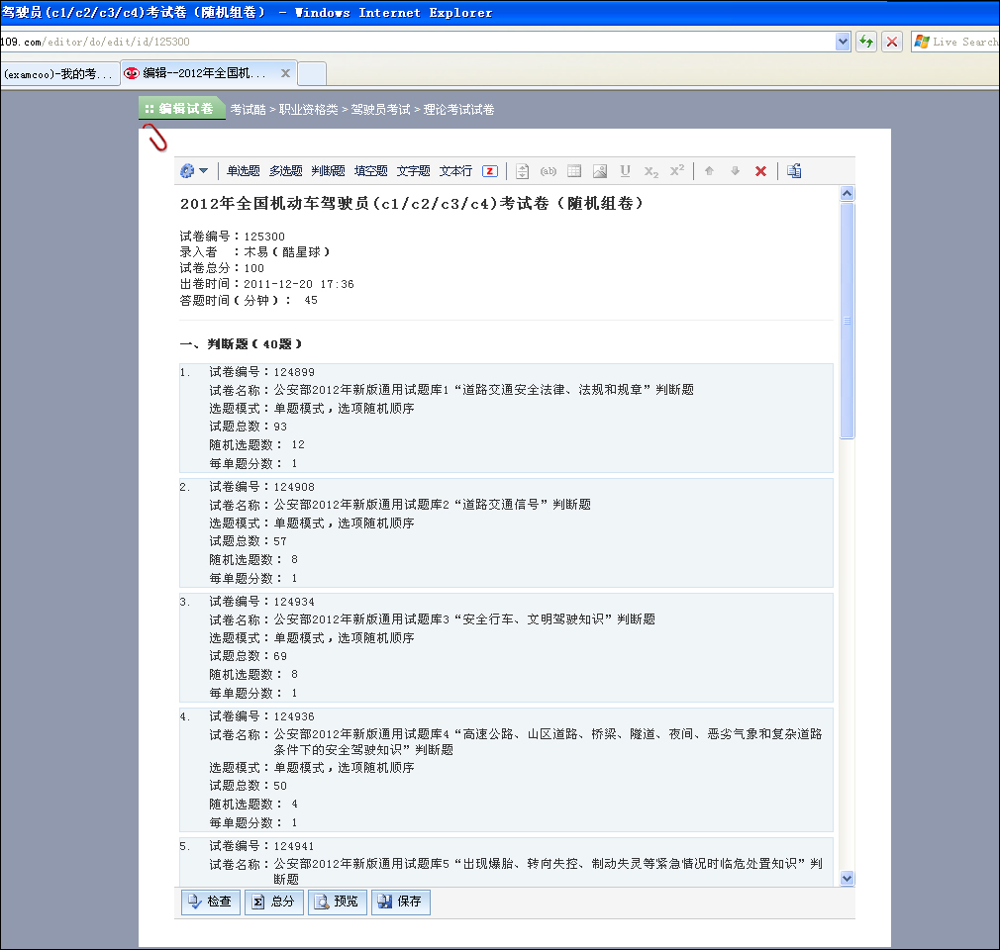 驾驶员(c1/c2/c3/c4)考试卷（随机组卷） - Windows Internet Explorer
109.com/editor/do/edit/id/125300
Live Search
(examcoo)-我的考...
编辑--2012年全国机...
编辑试卷 考试酷 > 职业资格类 > 驾驶员考试 > 理论考试试卷
单选题 多选题 判断题 填空题 文字题 文本行 Z (ab) U X2 X2
2012年全国机动车驾驶员(c1/c2/c3/c4)考试卷（随机组卷）
试卷编号：125300
录入者 ：木易（酷星球）
试卷总分：100
出卷时间：2011-12-20 17:36
答题时间（分钟）： 45
一、判断题（40题）
1. 试卷编号：124899
试卷名称：公安部2012年新版通用试题库1“道路交通安全法律、法规和规章”判断题
选题模式：单题模式，选项随机顺序
试题总数：93
随机选题数： 12
每单题分数： 1
2. 试卷编号：124908
试卷名称：公安部2012年新版通用试题库2“道路交通信号”判断题
选题模式：单题模式，选项随机顺序
试题总数：57
随机选题数： 8
每单题分数： 1
3. 试卷编号：124934
试卷名称：公安部2012年新版通用试题库3“安全行车、文明驾驶知识”判断题
选题模式：单题模式，选项随机顺序
试题总数：69
随机选题数： 8
每单题分数： 1
4. 试卷编号：124936
试卷名称：公安部2012年新版通用试题库4“高速公路、山区道路、桥梁、隧道、夜间、恶劣气象和复杂道路
条件下的安全驾驶知识”判断题
选题模式：单题模式，选项随机顺序
试题总数：50
随机选题数： 4
每单题分数： 1
5. 试卷编号：124941
试卷名称：公安部2012年新版通用试题库5“出现爆胎、转向失控、制动失灵等紧急情况时临危处置知识”判
断题
检查 总分 预览 保存